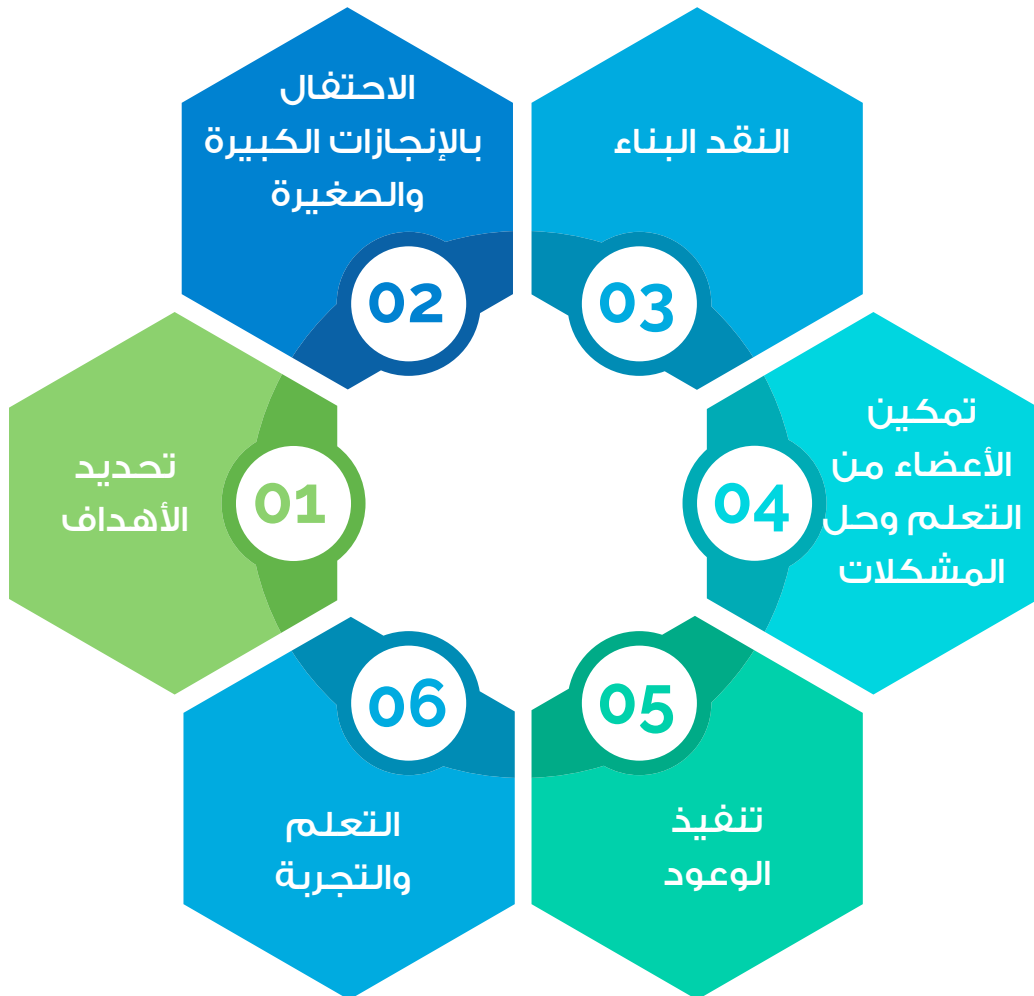 01
تحديد
الأهداف
02
الاحتفال
بالإنجازات الكبيرة
والصغيرة
03
النقد البناء
04
تمكين
الأعضاء من
التعلم وحل
المشكلات
05
تنفيذ
الوعود
06
التعلم
والتجربة